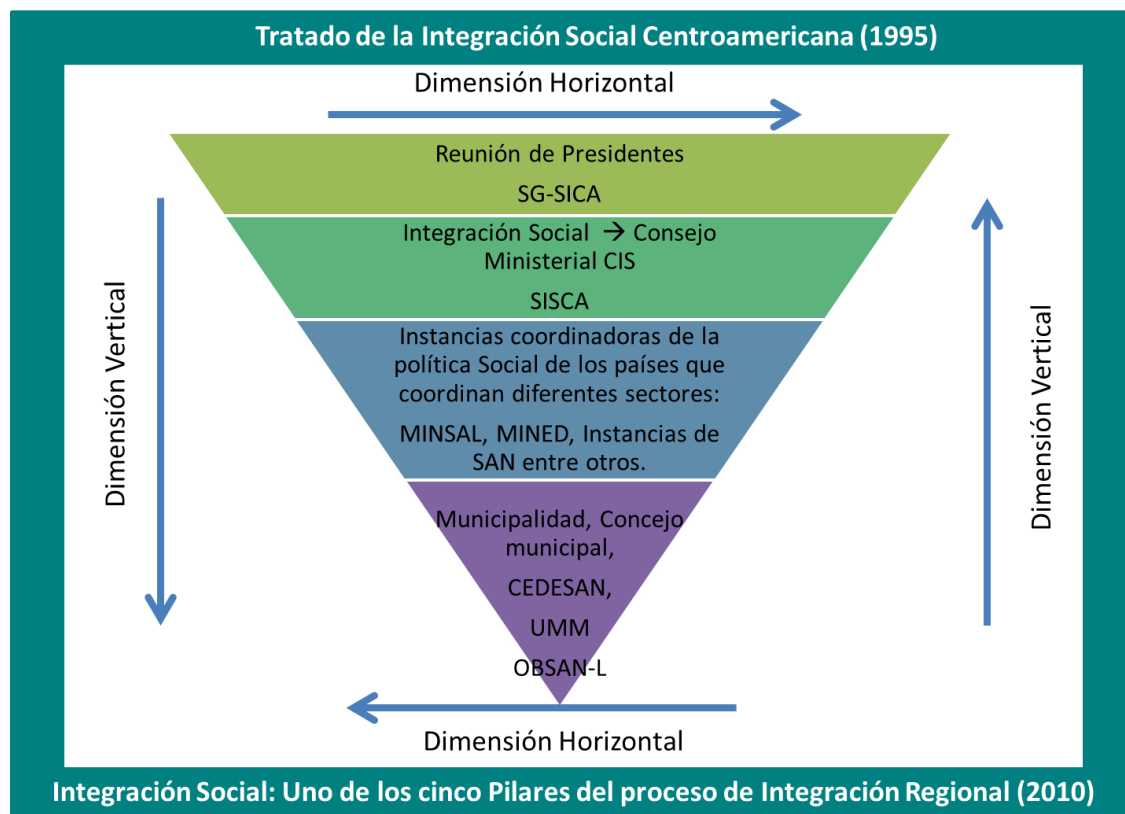 Tratado de la Integración Social Centroamericana (1995)
Dimensión Horizontal
Reunión de Presidentes
SG-SICA
Integración Social → Consejo
Ministerial CIS
SISCA
Instancias coordinadoras de la
política Social de los países que
coordinan diferentes sectores:
MINSAL, MINED, Instancias de
SAN entre otros.
Municipalidad, Concejo
municipal,
CEDESAN,
UMM
OBSAN-L
Dimensión Vertical
Dimensión Vertical
Dimensión Horizontal
Integración Social: Uno de los cinco Pilares del proceso de Integración Regional (2010)